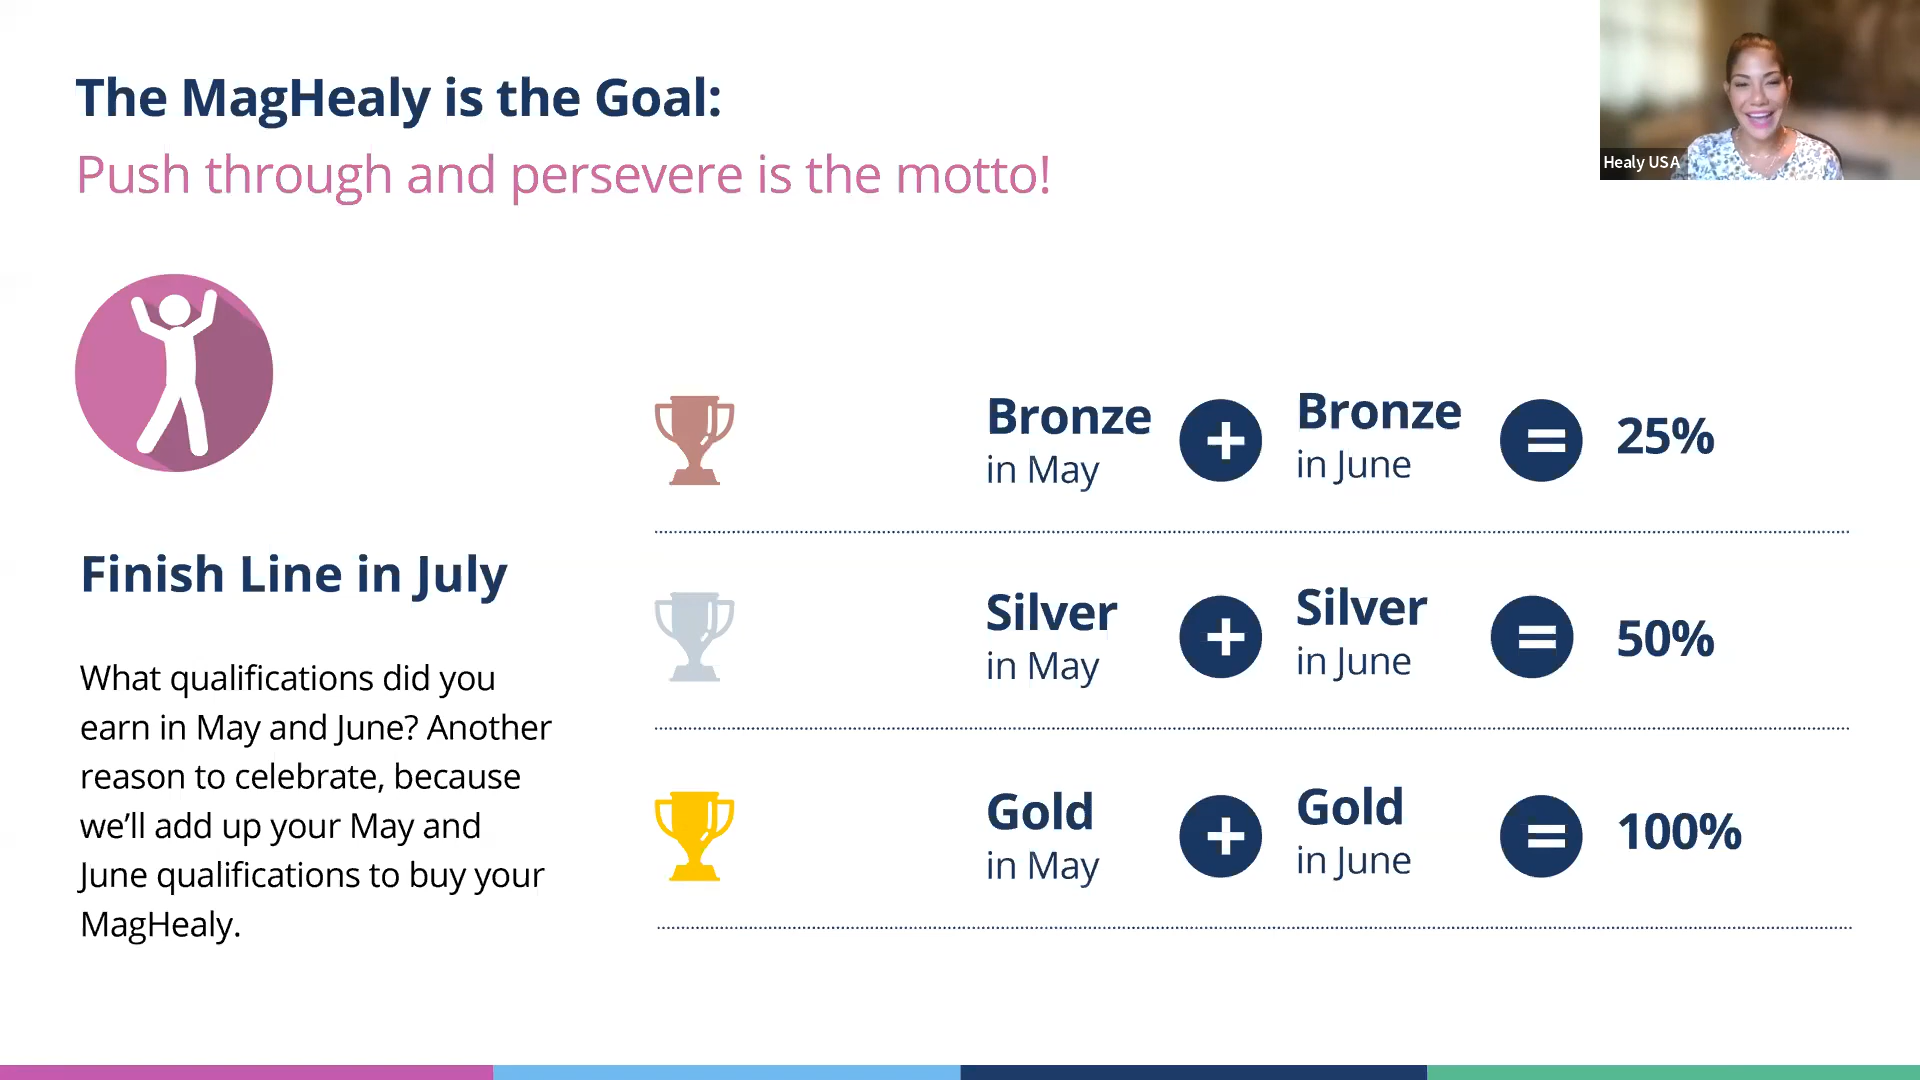 The MagHealy is the Goal:
Push through and persevere is the motto!
Healy USA
Finish Line in July
What qualifications did you
earn in May and June? Another
reason to celebrate, because
we’ll add up your May and
June qualifications to buy your
MagHealy.
Bronze + Bronze = 25%
in May in June
Silver + Silver = 50%
in May in June
Gold + Gold = 100%
in May in June